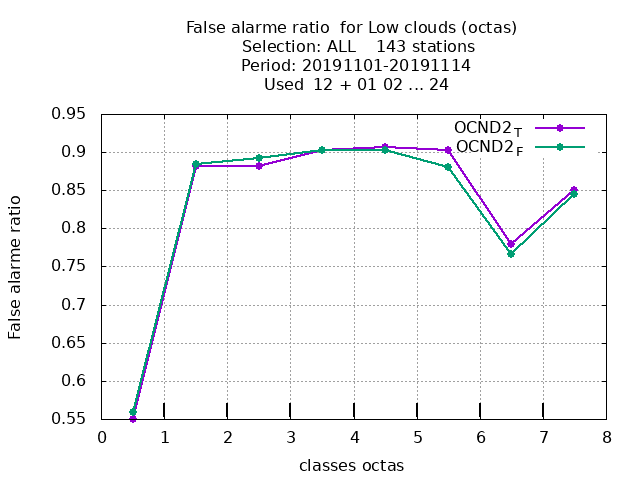 False alarme ratio  for Low clouds (octas)
Selection: ALL    143 stations
Period: 20191101-20191114
Used  12 + 01 02 ... 24
0.95
0.9
0.85
0.8
0.75
0.7
0.65
0.6
0.55
False alarme ratio
OCND2T
OCND2F
0 1 2 3 4 5 6 7 8
classes octas